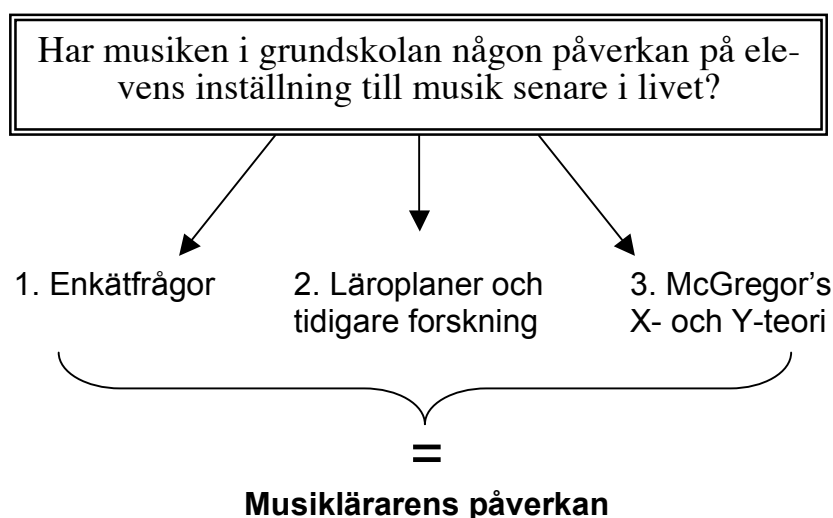 Har musiken i grundskolan någon påverkan på ele-
vens inställning till musik senare i livet?
1. Enkätfrågor
2. Läroplaner och
tidigare forskning
3. McGregor's
X- och Y-teori
=
Musiklärarens påverkan